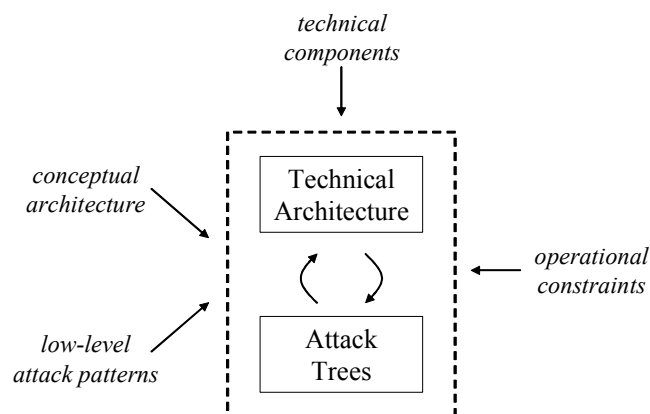 technical
components
conceptual
architecture
Technical
Architecture
operational
constraints
low-level
attack patterns
Attack
Trees